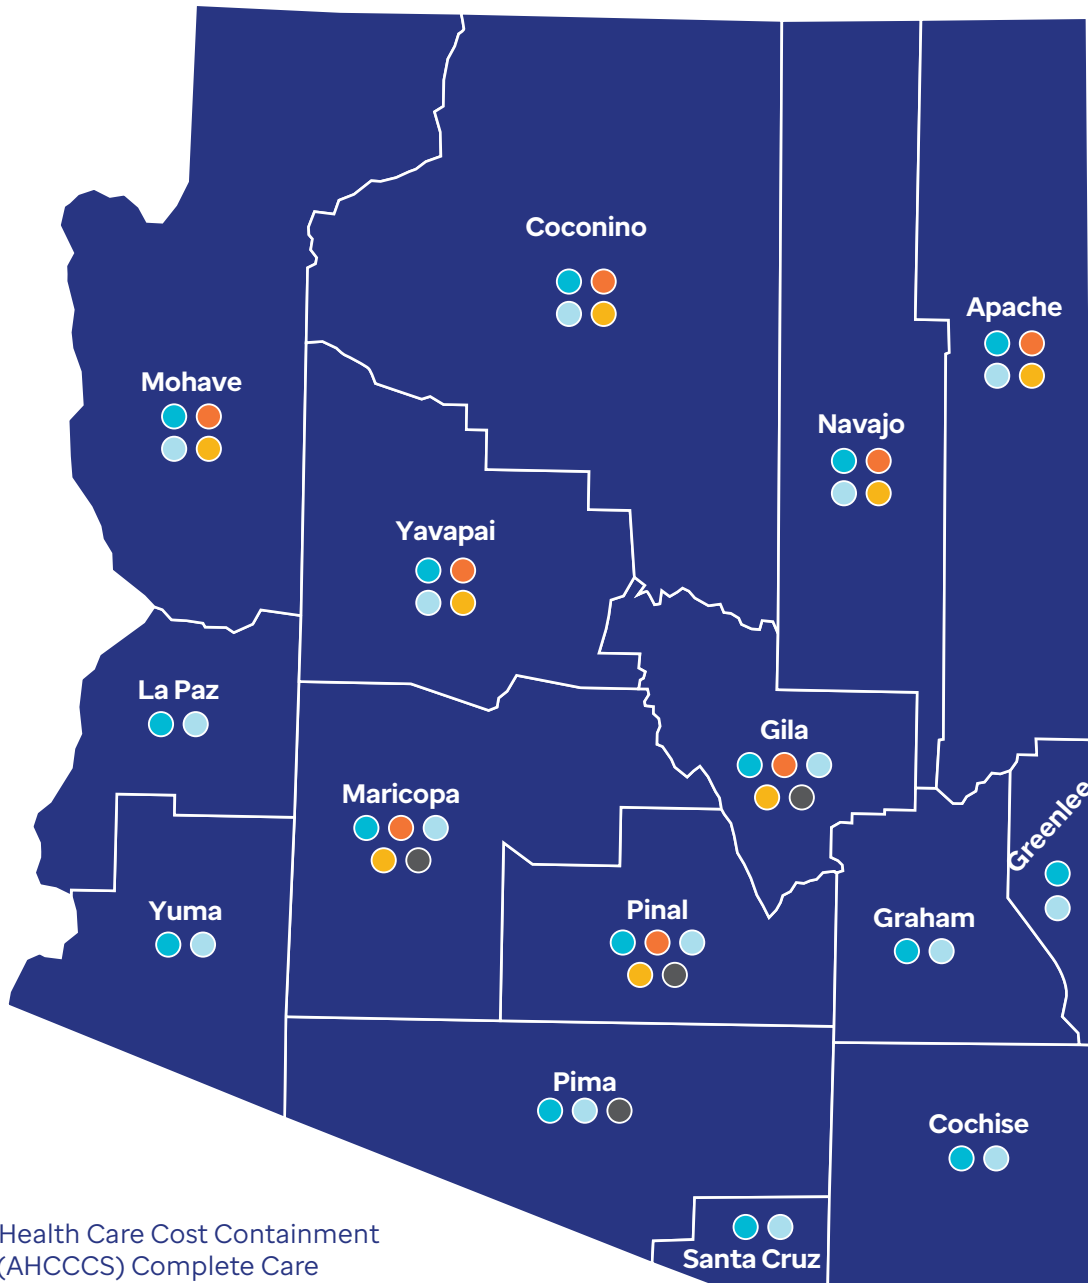 Coconino
Apache
Mohave
Navajo
Yavapai
La Paz
Gila
Maricopa
Greenlee
Yuma
Pinal
Graham
Pima
Cochise
Santa Cruz
Health Care Cost Containment
(AHCCCS) Complete Care